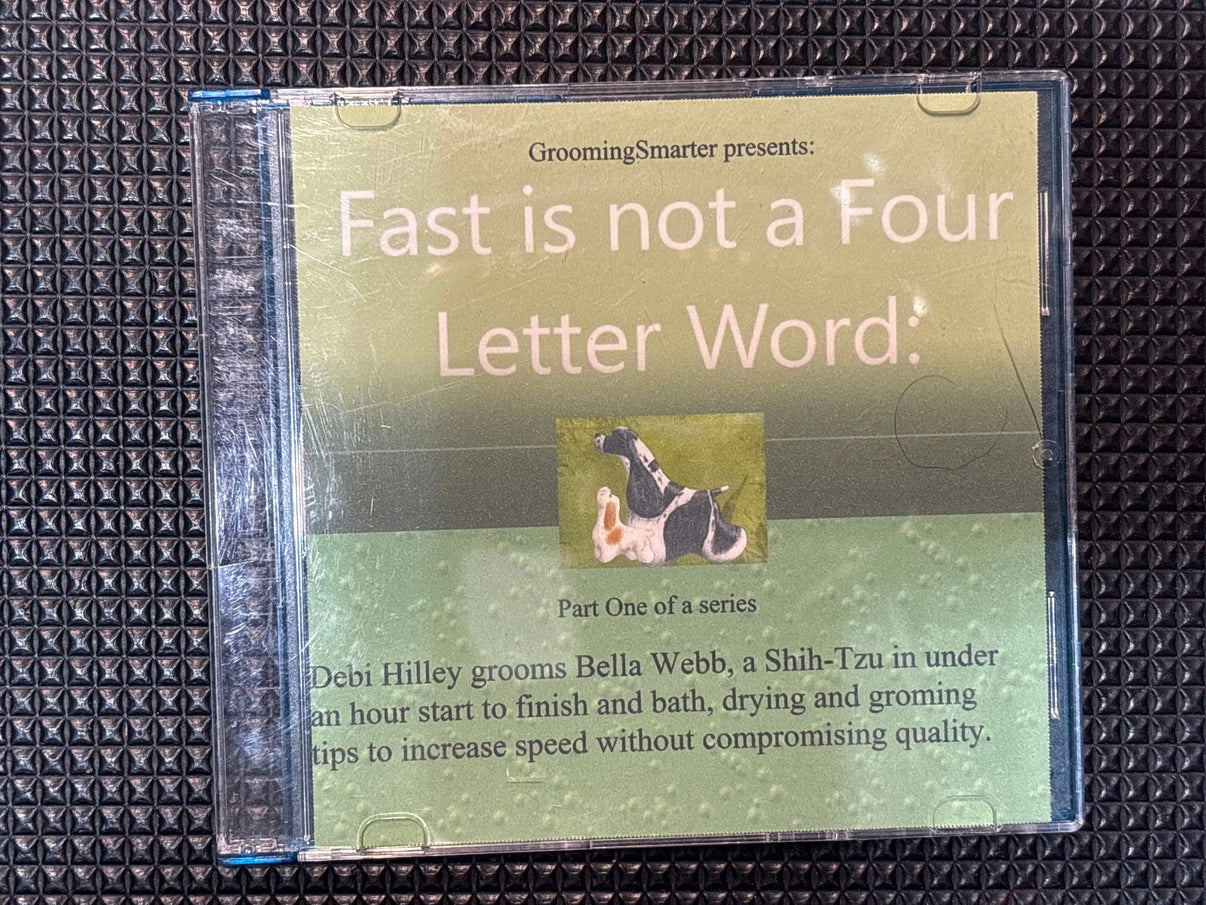 GroomingSmarter presents:
Fast is not a Four
Letter Word:
Part One of a series
Debi Hilley grooms Bella Webb, a Shih-Tzu in under
an hour start to finish and bath, drying and groming
tips to increase speed without compromising quality.